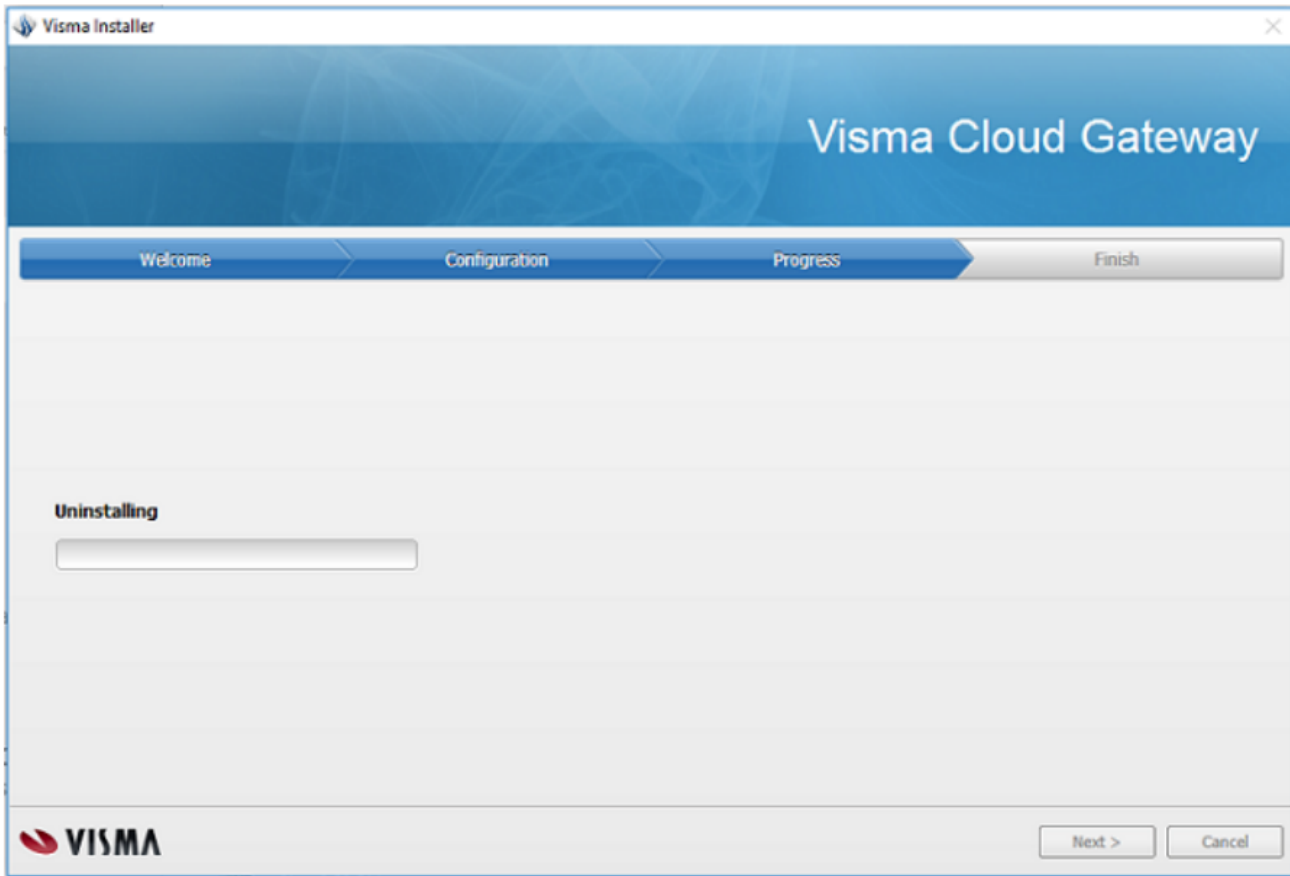 Visma Installer
Visma Cloud Gateway
Welcome Configuration Progress Finish
Uninstalling
VISMA Next > Cancel